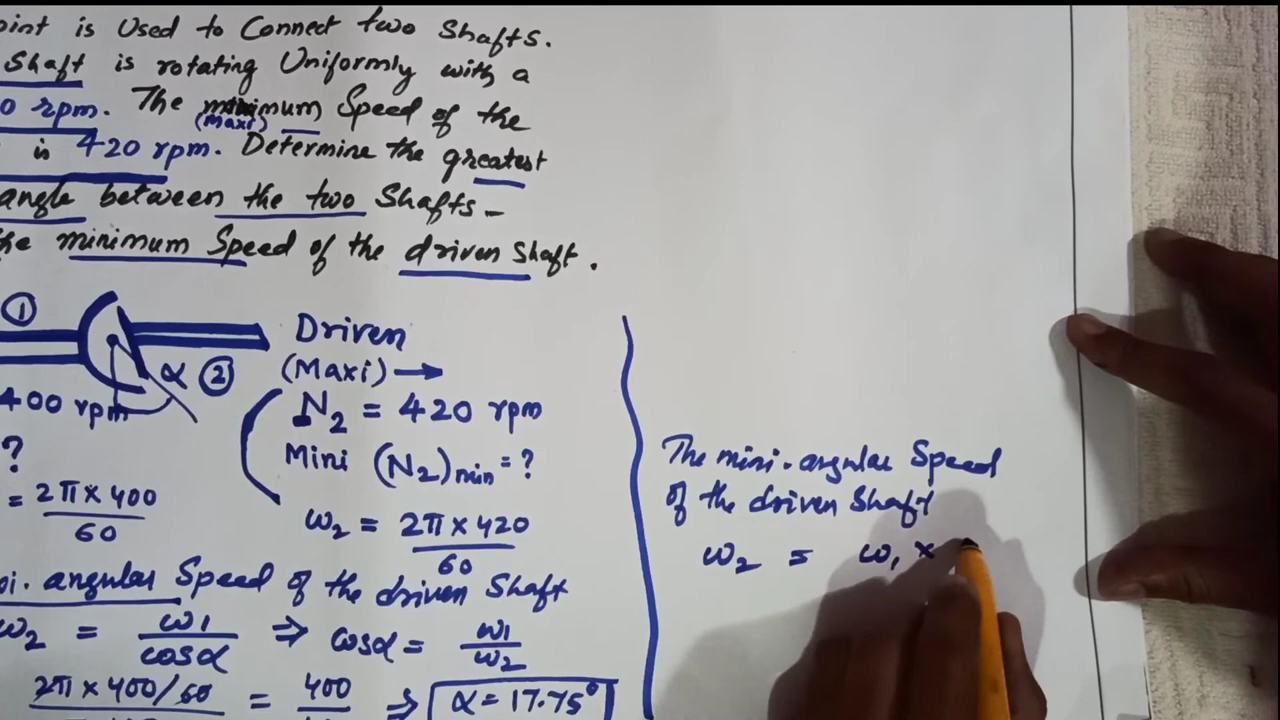 oint is Used to Connect two Shafts.
Shaft is rotating Uniformly with a
0 rpm. The minimum Speed of the
(Maxi)
is 420 rpm. Determine the greatest
angle between the two Shafts -
he minimum Speed of the driven Shaft.
①
Driven
α ②
(Maxi) →
400 rpm
N₂ = 420 rpm
?
Mini (N₂)min = ?
= 2π × 400 / 60
ω₂ = 2π × 420 / 60
xi. angular Speed of the driven Shaft
ω₂ = ω1 / cosα ⇒ cosα = ω1 / ω₂
2π × 400/60 = 400 ⇒ α = 17.75°
The mini. angular Speed
of the driven Shaft
ω₂ = ω₁ ×